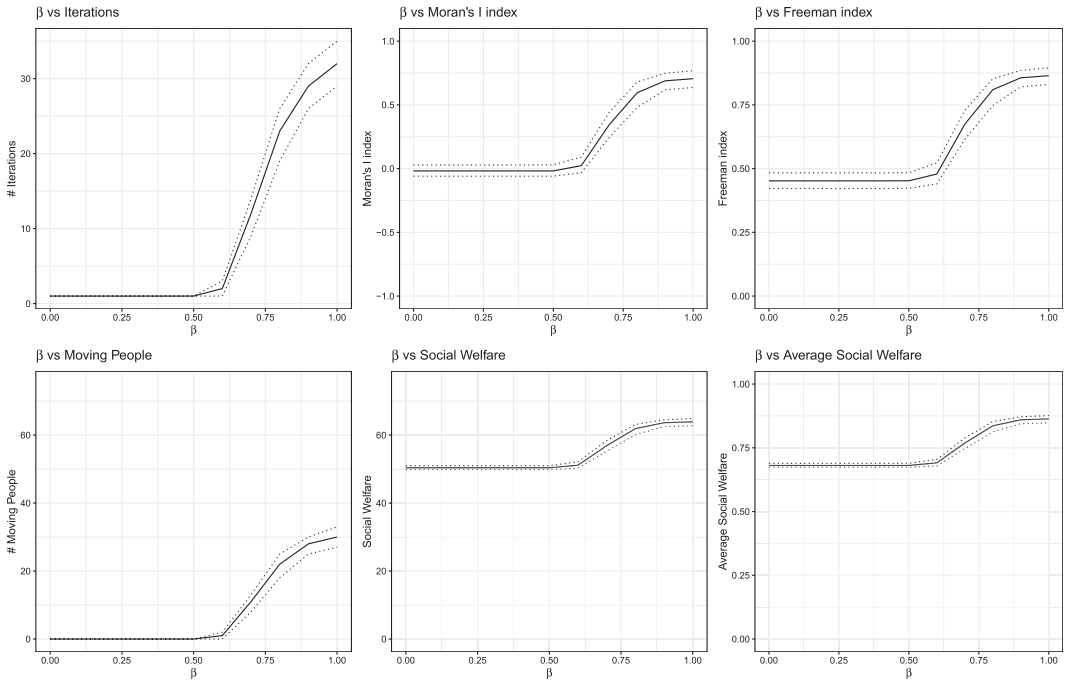 β vs Iterations
# Iterations
30
20
10
0
0.00 0.25 0.50 0.75 1.00
β
β vs Moran's I index
Moran's I index
1.0
0.5
0.0
−0.5
−1.0
0.00 0.25 0.50 0.75 1.00
β
β vs Freeman index
Freeman index
1.00
0.75
0.50
0.25
0.00
0.00 0.25 0.50 0.75 1.00
β
β vs Moving People
# Moving People
60
40
20
0
0.00 0.25 0.50 0.75 1.00
β
β vs Social Welfare
Social Welfare
60
40
20
0
0.00 0.25 0.50 0.75 1.00
β
β vs Average Social Welfare
Average Social Welfare
1.00
0.75
0.50
0.25
0.00
0.00 0.25 0.50 0.75 1.00
β